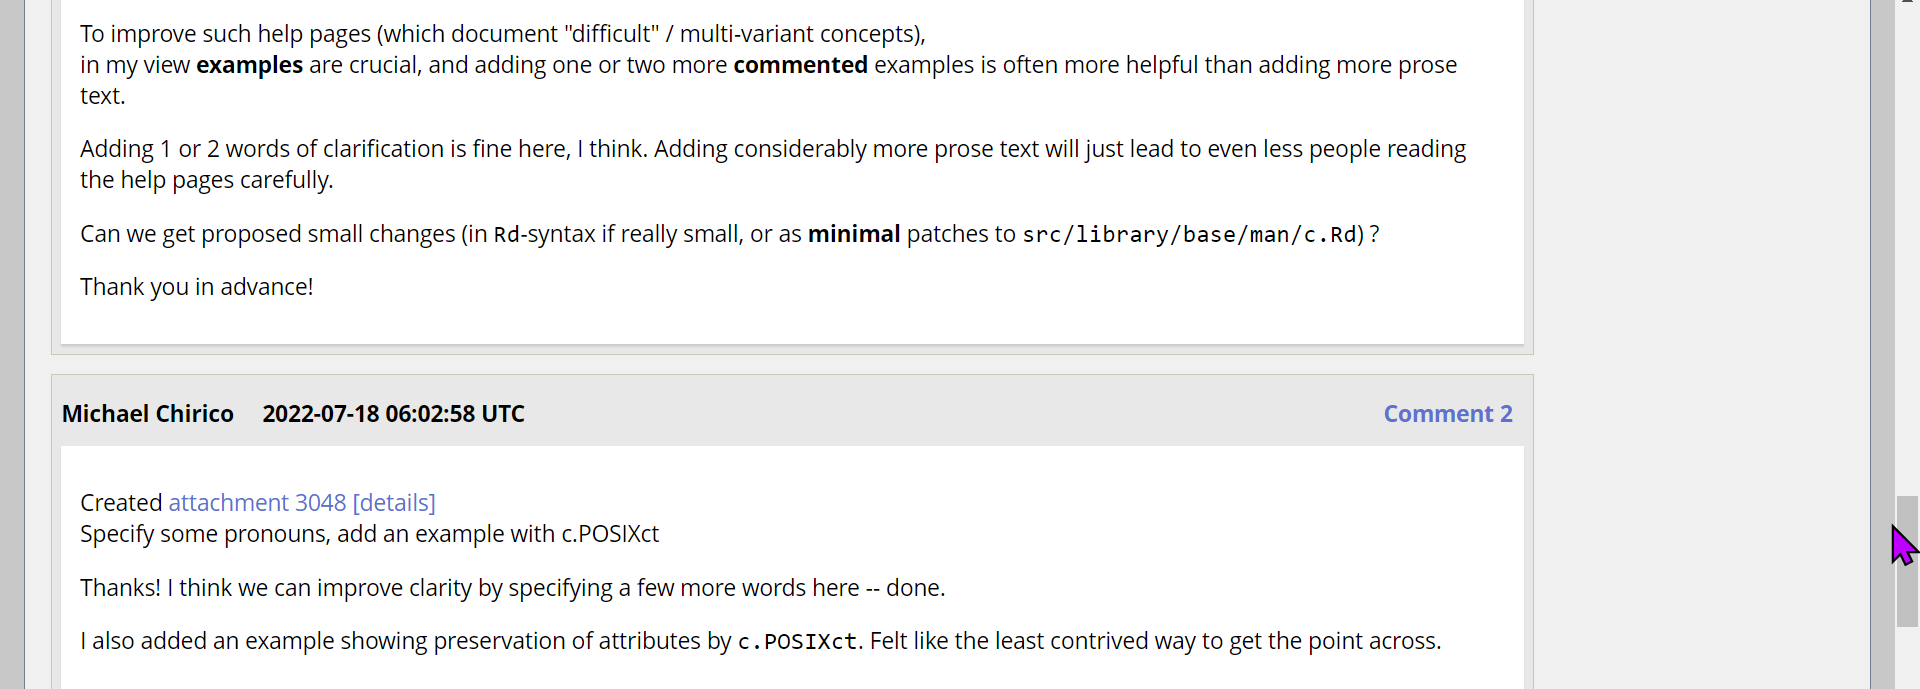 To improve such help pages (which document "difficult" / multi-variant concepts),
in my view examples are crucial, and adding one or two more commented examples is often more helpful than adding more prose
text.
Adding 1 or 2 words of clarification is fine here, I think. Adding considerably more prose text will just lead to even less people reading
the help pages carefully.
Can we get proposed small changes (in Rd-syntax if really small, or as minimal patches to src/library/base/man/c.Rd)?
Thank you in advance!
Michael Chirico 2022-07-18 06:02:58 UTC Comment 2
Created attachment 3048 [details]
Specify some pronouns, add an example with c.POSIXct
Thanks! I think we can improve clarity by specifying a few more words here -- done.
I also added an example showing preservation of attributes by c.POSIXct. Felt like the least contrived way to get the point across.